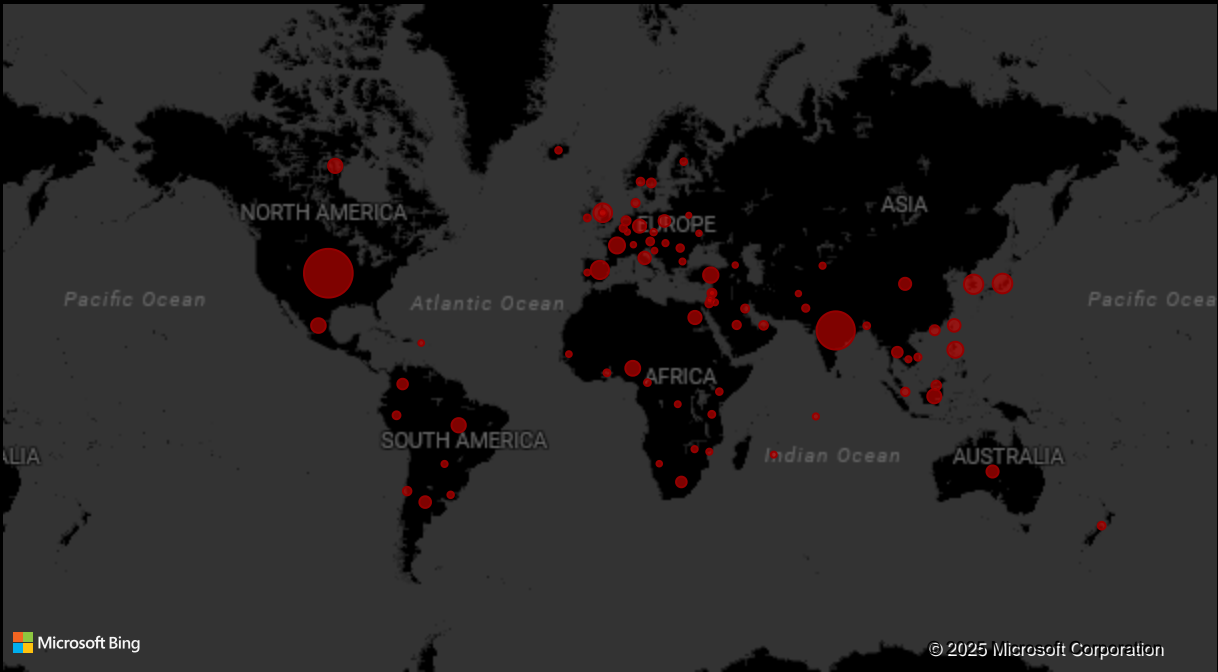 NORTH AMERICA
ASIA
EUROPE
Pacific Ocean
Atlantic Ocean
Pacific Ocea
AFRICA
SOUTH AMERICA
ALIA
Indian Ocean
AUSTRALIA
Microsoft Bing
© 2025 Microsoft Corporation